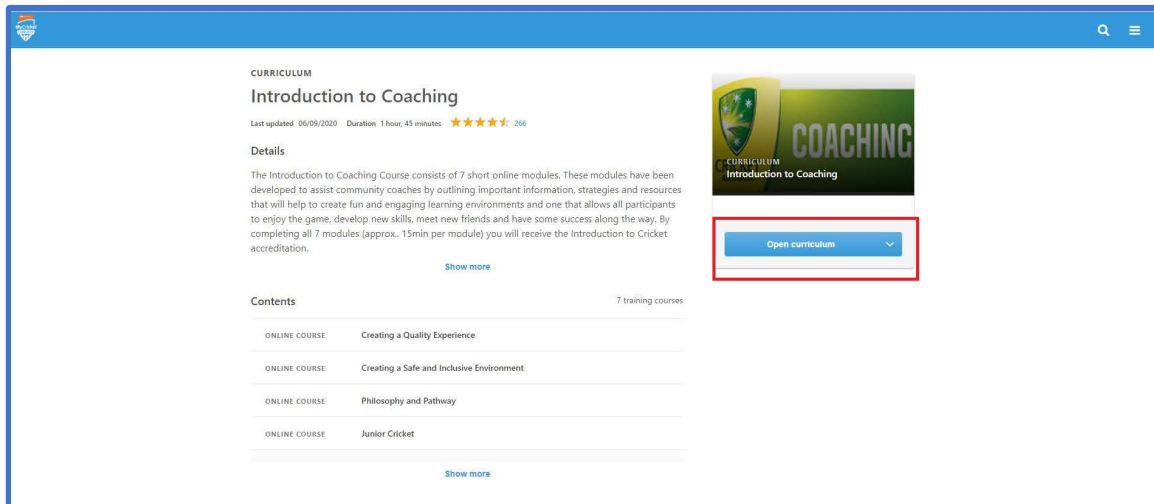 CURRICULUM
Introduction to Coaching
Last updated 06/09/2020 Duration 1 hour, 45 minutes 266
Details
The Introduction to Coaching Course consists of 7 short online modules. These modules have been
developed to assist community coaches by outlining important information, strategies and resources
that will help to create fun and engaging learning environments and one that allows all participants
to enjoy the game, develop new skills, meet new friends and have some success along the way. By
completing all 7 modules (approx.. 15min per module) you will receive the Introduction to Cricket
accreditation.
Show more
Contents 7 training courses
ONLINE COURSE Creating a Quality Experience
ONLINE COURSE Creating a Safe and Inclusive Environment
ONLINE COURSE Philosophy and Pathway
ONLINE COURSE Junior Cricket
Show more
COACHING
CURRICULUM
Introduction to Coaching
Open curriculum